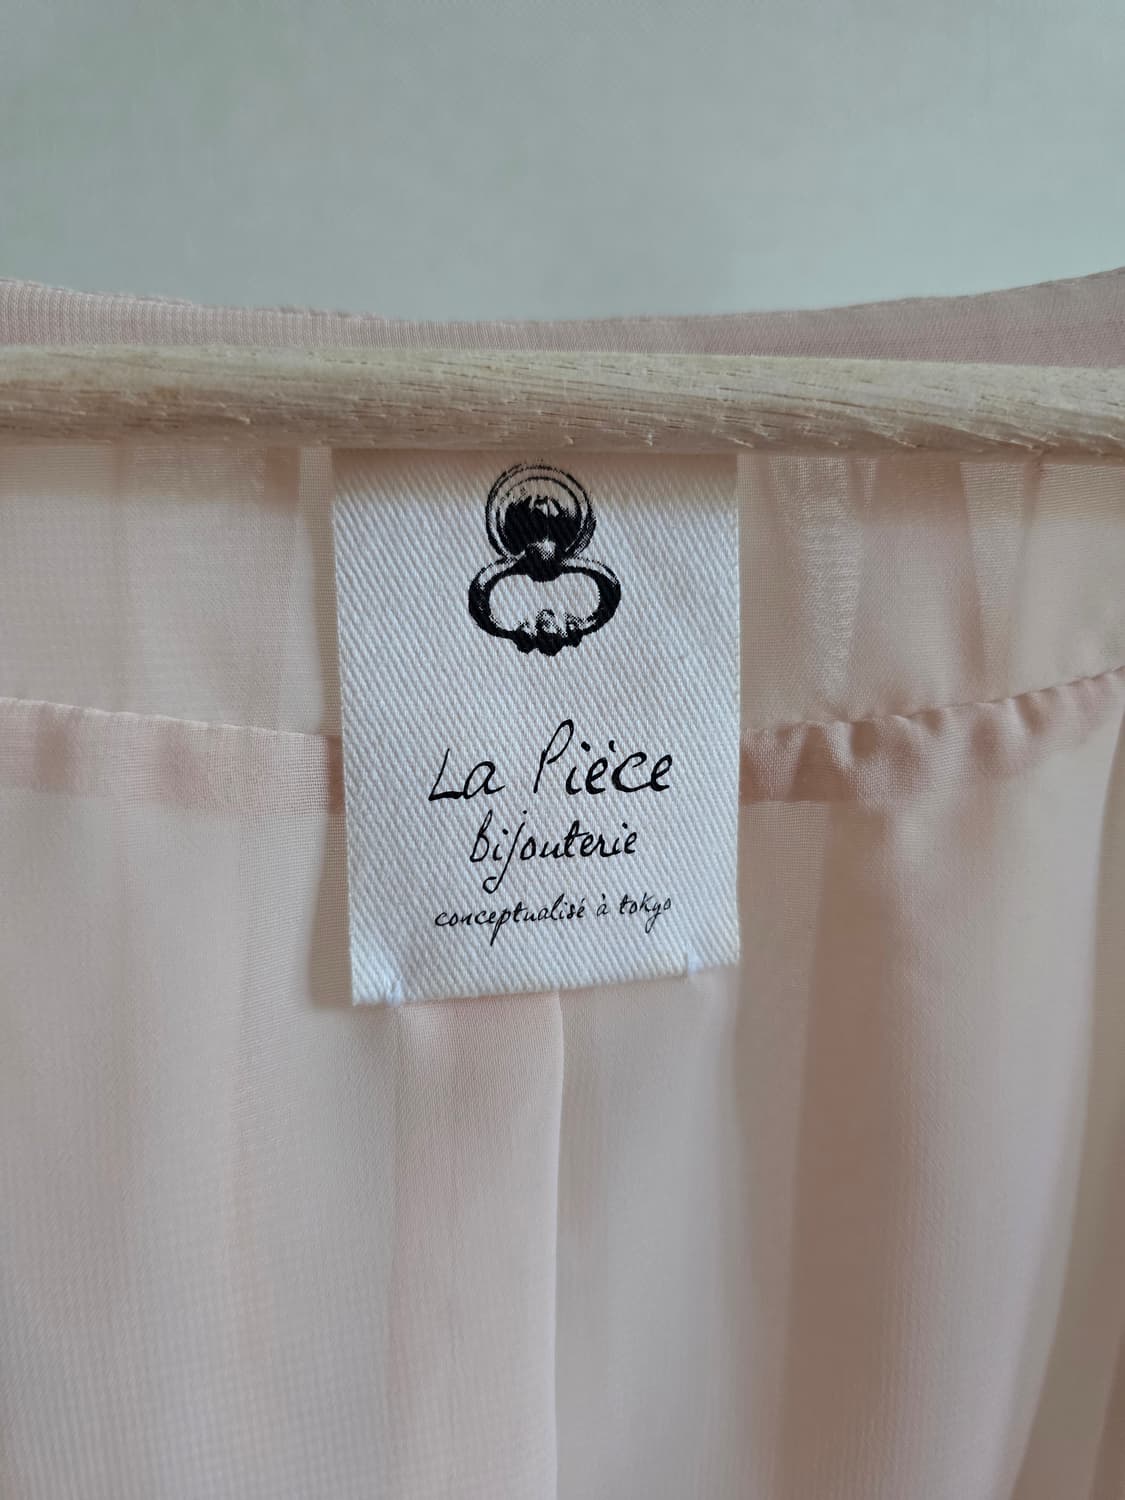 La Pièce
bijouterie
conceptualisé à tokyo